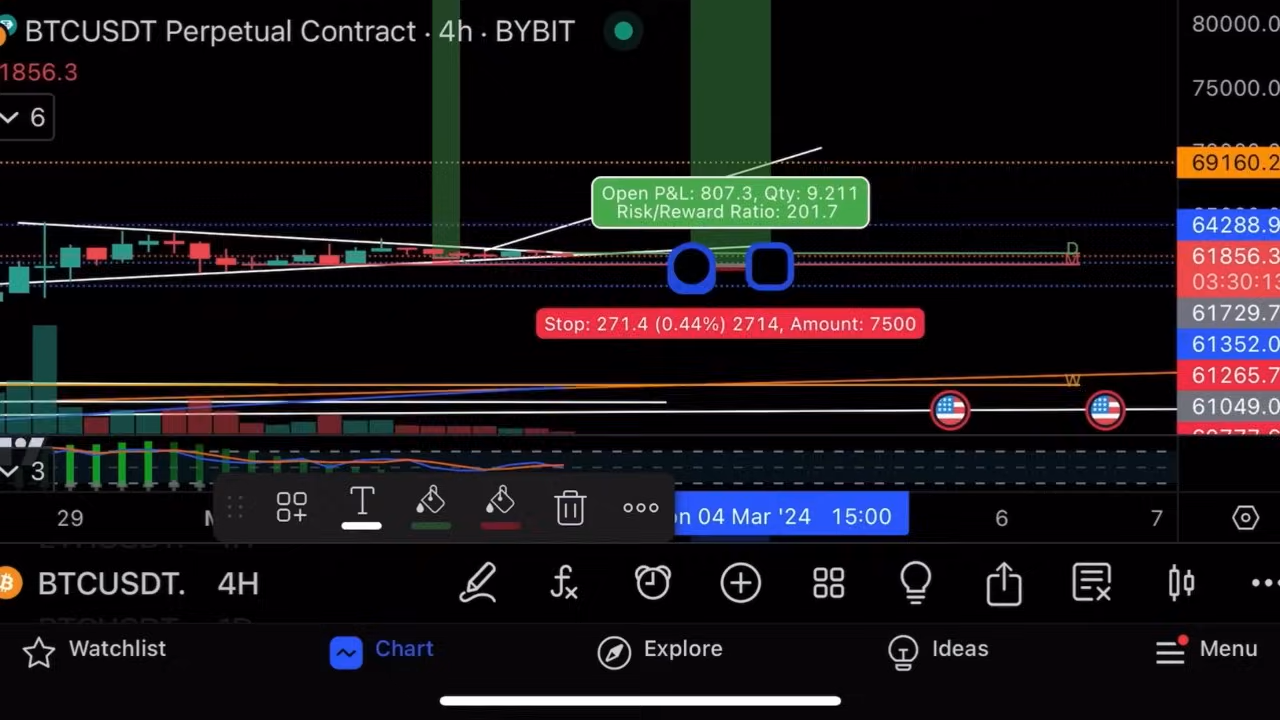 BTCUSDT Perpetual Contract · 4h · BYBIT
1856.3
6
80000.0
75000.0
69160.2
64288.9
61856.3
03:30:13
61729.7
61352.0
61265.7
61049.0
Open P&L: 807.3, Qty: 9.211
Risk/Reward Ratio: 201.7
D
M
Stop: 271.4 (0.44%) 2714, Amount: 7500
W
3
T
29
on 04 Mar '24 15:00
6
7
BTCUSDT. 4H
Watchlist
Chart
Explore
Ideas
Menu